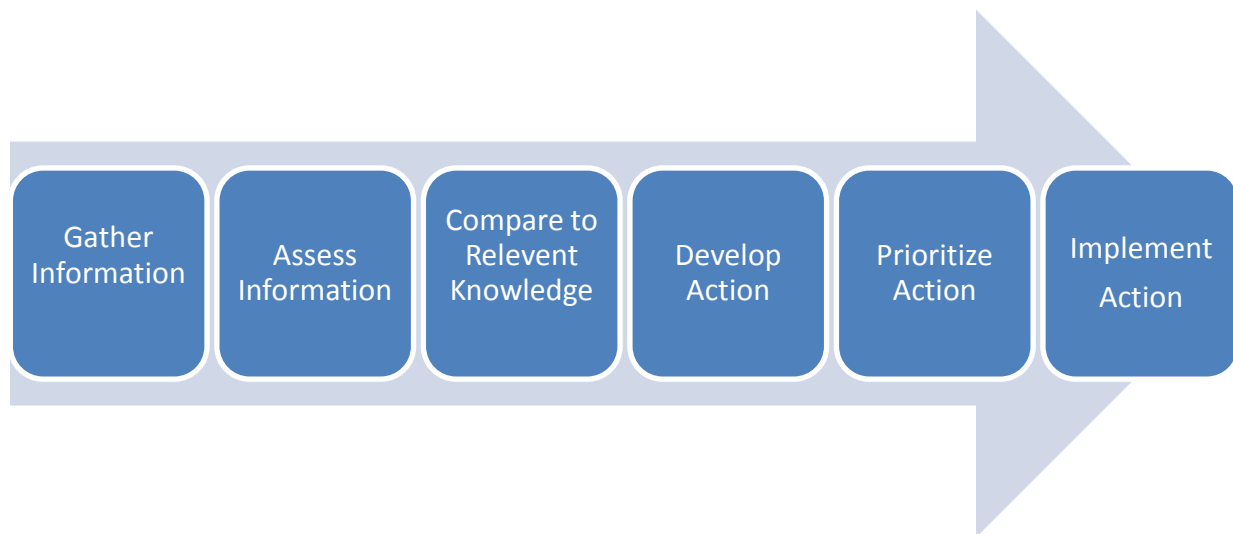 Gather
Information
Assess
Information
Compare to
Relevent
Knowledge
Develop
Action
Prioritize
Action
Implement
Action